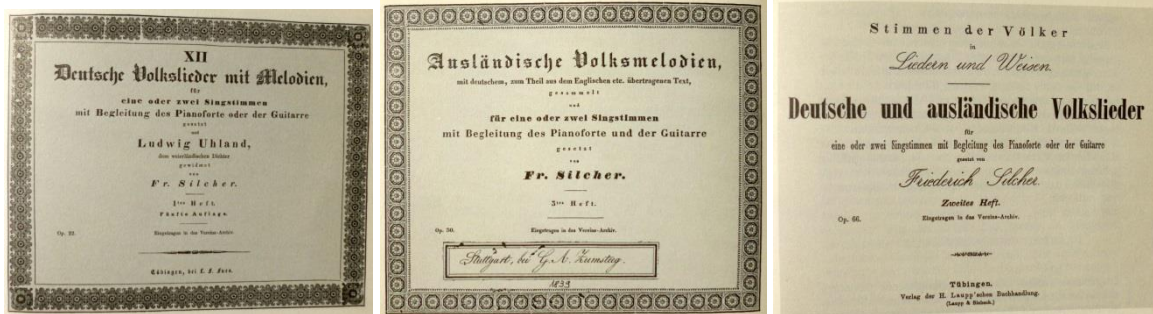 XII
Deutsche Volkslieder mit Melodien,
für
eine oder zwei Singstimmen
mit Begleitung des Pianoforte oder der Guitarre
gesetzt
und
Ludwig Uhland,
dem vaterländischen Dichter
gewidmet
von
Fr. Silcher.
1tes Heft.
Fünfte Auflage.
Op.
Eingetragen in das Vereins-Archiv.
Tübingen, bei
Ausländische Volksmelodien,
mit deutschem, zum Theil aus dem Englischen etc. übertragenen Text,
gesammelt
und
für eine oder zwei Singstimmen
mit Begleitung des Pianoforte und der Guitarre
gesetzt
von
Fr. Silcher.
3tes Heft.
Op. 30.
Eingetragen in das Vereins-Archiv.
Stuttgart, bei G. A. Zumsteeg.
1839
Stimmen der Völker
in
Liedern und Weisen.
Deutsche und ausländische Volkslieder
für
eine oder zwei Singstimmen mit Begleitung des Pianoforte oder der Guitarre
gesetzt von
Friederich Silcher.
Zweites Heft.
Op. 66.
Eingetragen in das Vereins-Archiv.
Tübingen.
Verlag der H. Laupp'schen Buchhandlung.
(Laupp & Siebeck.)